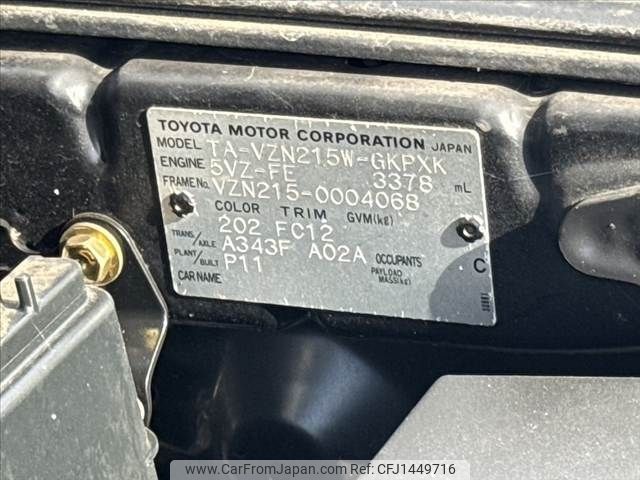 TOYOTA MOTOR CORPORATION JAPAN
MODEL TA-VZN215W-GKPXK
ENGINE 5VZ-FE 3378 mL
FRAME No. VZN215-0004068
COLOR TRIM GVM(kg)
202 FC12
TRANS./AXLE A343F A02A OCCUPANTS
PLANT/BUILT P11 PAYLOAD MASS(kg) C
CAR NAME
www.CarFromJapan.com Ref No: CFJ1449716